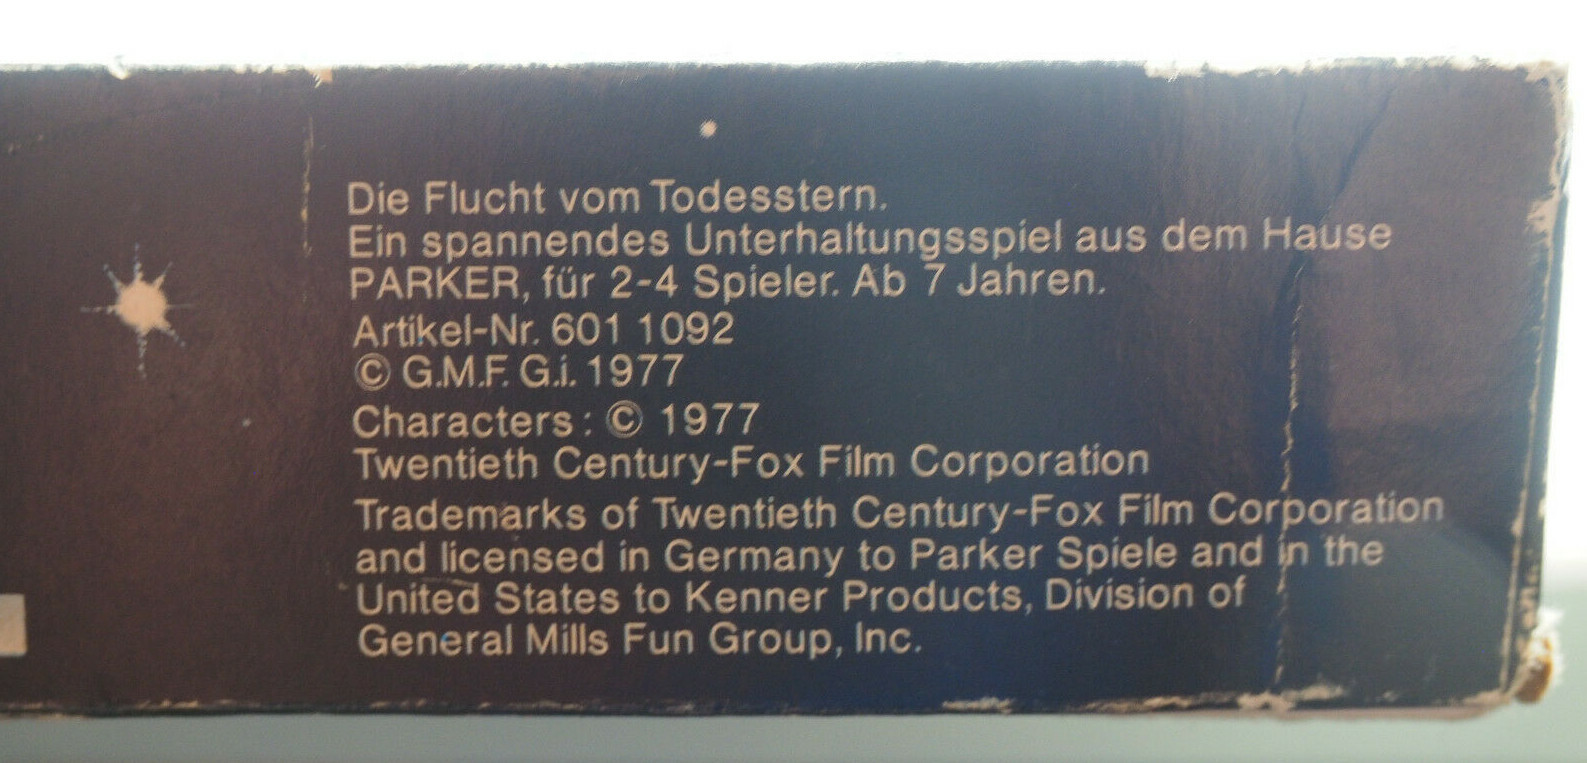 Die Flucht vom Todesstern.
Ein spannendes Unterhaltungsspiel aus dem Hause
PARKER, für 2-4 Spieler. Ab 7 Jahren.
Artikel-Nr. 601 1092
© G.M.F. G.i. 1977
Characters: © 1977
Twentieth Century-Fox Film Corporation
Trademarks of Twentieth Century-Fox Film Corporation
and licensed in Germany to Parker Spiele and in the
United States to Kenner Products, Division of
General Mills Fun Group, Inc.